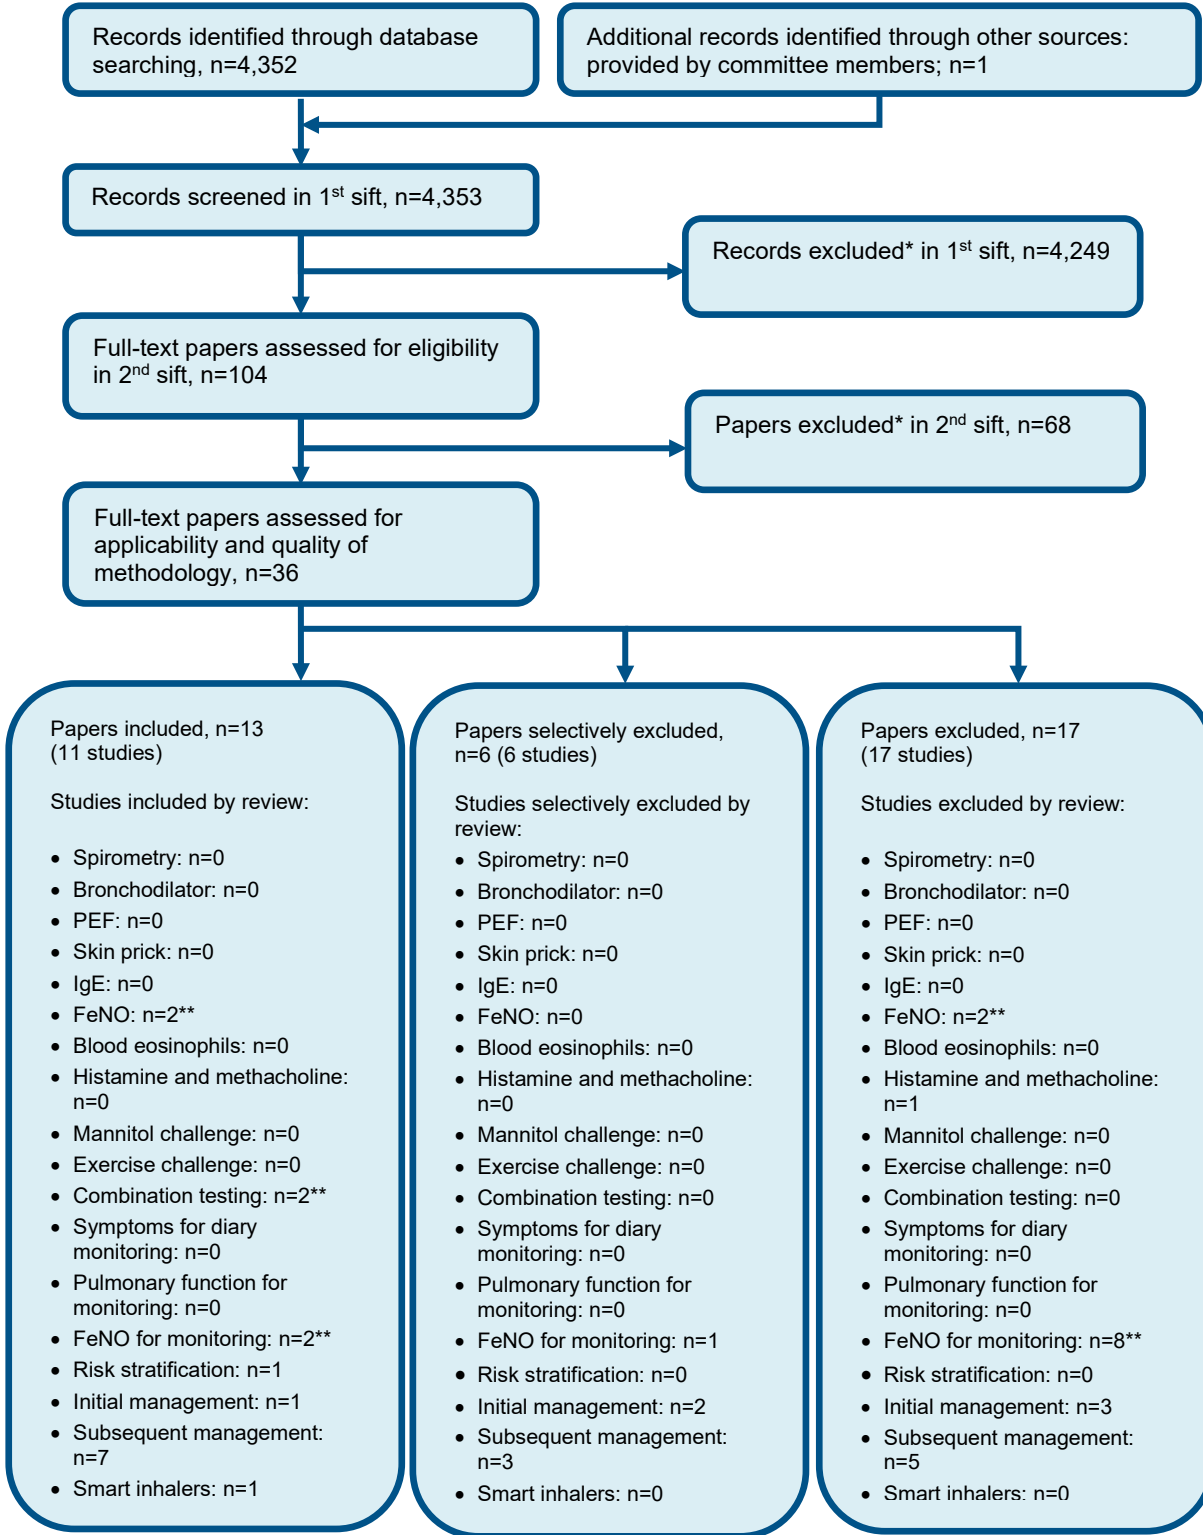 Records identified through database
searching, n=4,352
Additional records identified through other sources:
provided by committee members; n=1
Records screened in 1st sift, n=4,353
Records excluded* in 1st sift, n=4,249
Full-text papers assessed for eligibility
in 2nd sift, n=104
Papers excluded* in 2nd sift, n=68
Full-text papers assessed for
applicability and quality of
methodology, n=36
Papers included, n=13
(11 studies)
Studies included by review:
• Spirometry: n=0
• Bronchodilator: n=0
• PEF: n=0
• Skin prick: n=0
• IgE: n=0
• FeNO: n=2**
• Blood eosinophils: n=0
• Histamine and methacholine:
n=0
• Mannitol challenge: n=0
• Exercise challenge: n=0
• Combination testing: n=2**
• Symptoms for diary
monitoring: n=0
• Pulmonary function for
monitoring: n=0
• FeNO for monitoring: n=2**
• Risk stratification: n=1
• Initial management: n=1
• Subsequent management:
n=7
• Smart inhalers: n=1
Papers selectively excluded,
n=6 (6 studies)
Studies selectively excluded by
review:
• Spirometry: n=0
• Bronchodilator: n=0
• PEF: n=0
• Skin prick: n=0
• IgE: n=0
• FeNO: n=0
• Blood eosinophils: n=0
• Histamine and methacholine:
n=0
• Mannitol challenge: n=0
• Exercise challenge: n=0
• Combination testing: n=0
• Symptoms for diary
monitoring: n=0
• Pulmonary function for
monitoring: n=0
• FeNO for monitoring: n=1
• Risk stratification: n=0
• Initial management: n=2
• Subsequent management:
n=3
• Smart inhalers: n=0
Papers excluded, n=17
(17 studies)
Studies excluded by review:
• Spirometry: n=0
• Bronchodilator: n=0
• PEF: n=0
• Skin prick: n=0
• IgE: n=0
• FeNO: n=2**
• Blood eosinophils: n=0
• Histamine and methacholine:
n=1
• Mannitol challenge: n=0
• Exercise challenge: n=0
• Combination testing: n=0
• Symptoms for diary
monitoring: n=0
• Pulmonary function for
monitoring: n=0
• FeNO for monitoring: n=8**
• Risk stratification: n=0
• Initial management: n=3
• Subsequent management:
n=5
• Smart inhalers: n=0